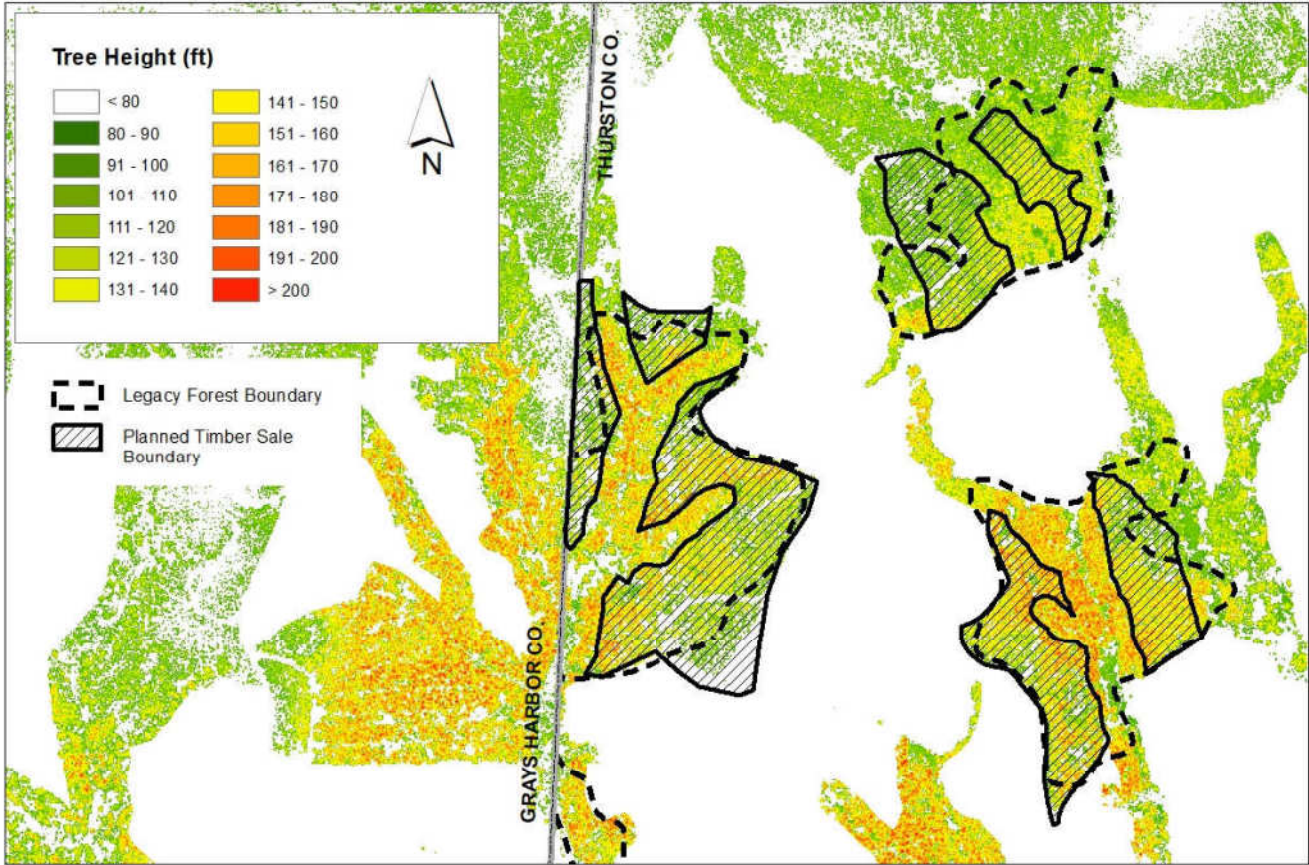 Tree Height (ft)
< 80
80 - 90
91 - 100
101 110
111 - 120
121 - 130
131 - 140
141 - 150
151 - 160
161 - 170
171 - 180
181 - 190
191 - 200
> 200
N
Legacy Forest Boundary
Planned Timber Sale
Boundary
THURSTON CO.
GRAYS HARBOR CO.